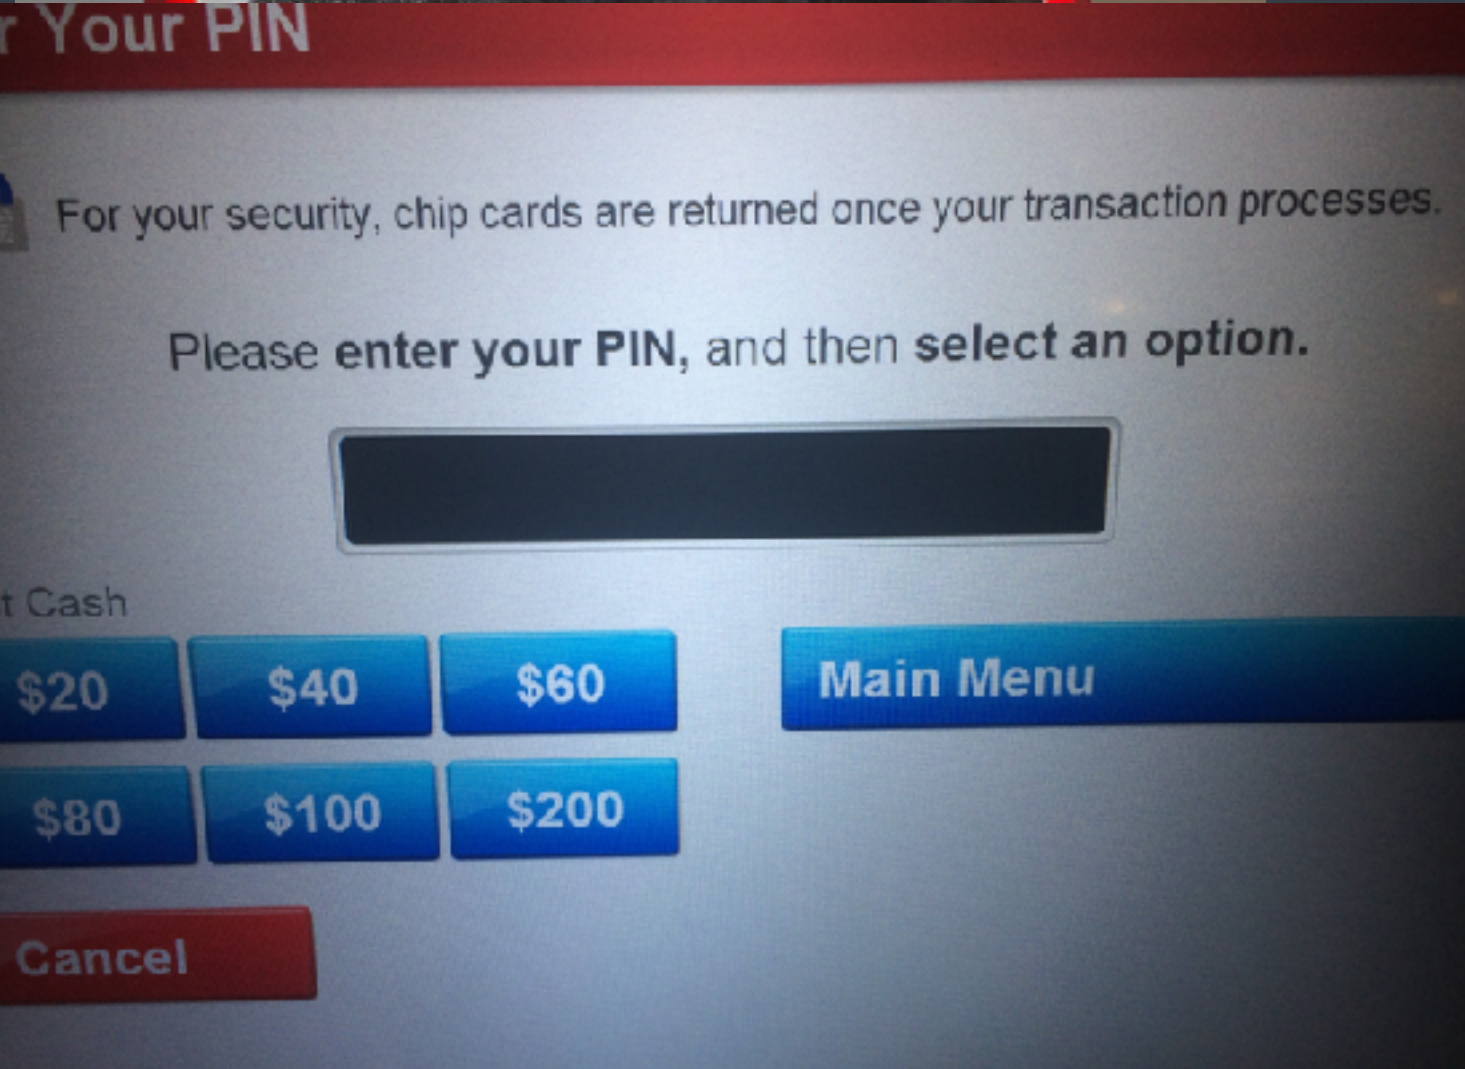 r Your PIN
For your security, chip cards are returned once your transaction processes.
Please enter your PIN, and then select an option.
t Cash
$20 $40 $60 Main Menu
$80 $100 $200
Cancel